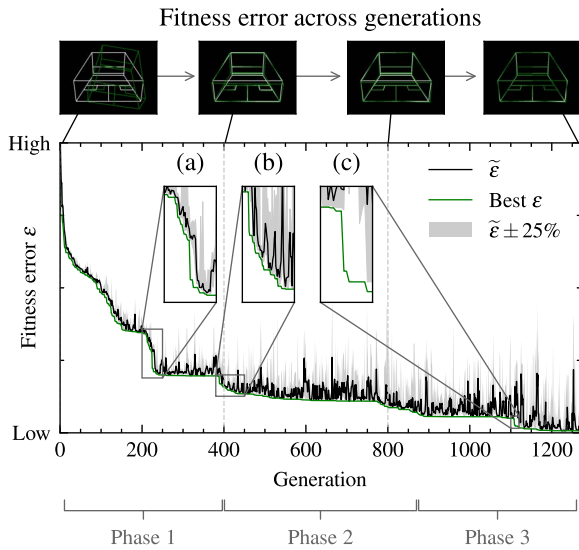 Fitness error across generations
High
(a)
(b)
(c)
ε̃
Best ε
ε̃ ± 25%
Fitness error ε
Low
0
200
400
600
800
1000
1200
Generation
Phase 1
Phase 2
Phase 3